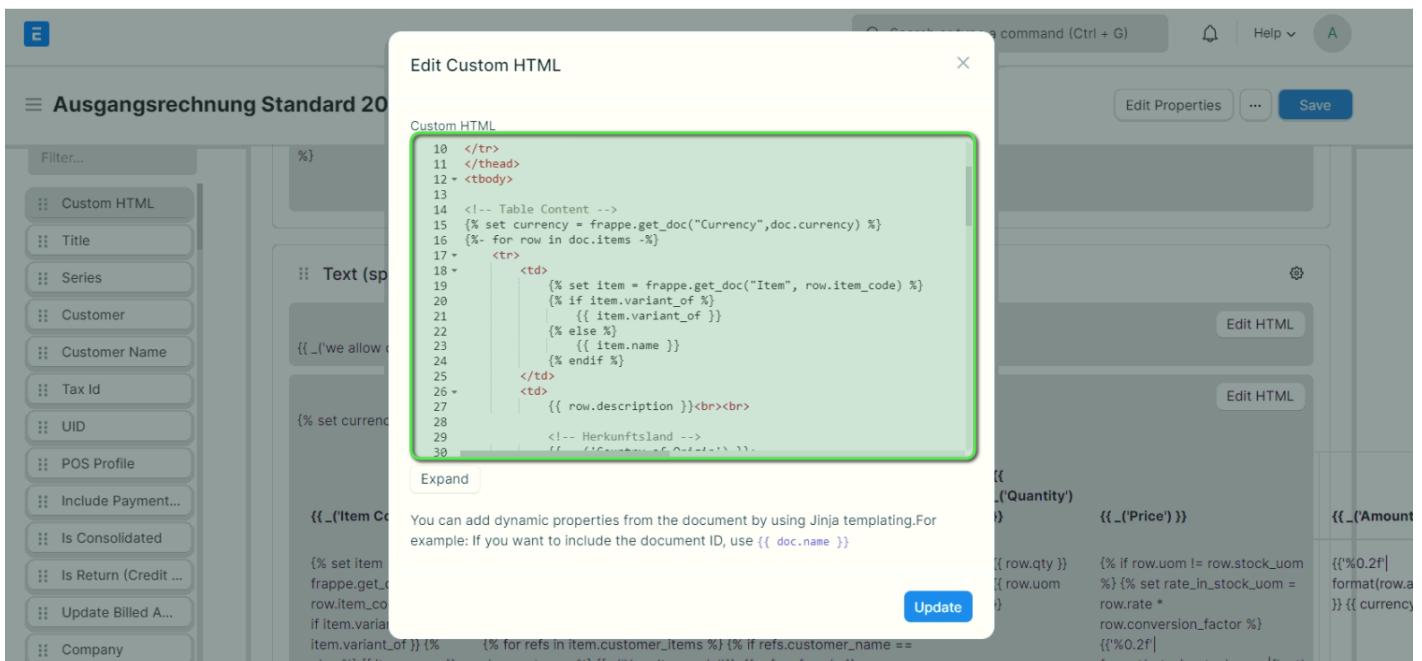 E
Search or type a command (Ctrl + G)
Help
A
Ausgangsrechnung Standard 20
Edit Properties
...
Save
Filter...
Custom HTML
Title
Series
Customer
Customer Name
Tax Id
UID
POS Profile
Include Payment...
Is Consolidated
Is Return (Credit ...
Update Billed A...
Company
%}
Text (sp
Edit HTML
{{ _('we allow
Edit HTML
{% set curren
{{ _('Item Co
{{
_('Quantity')
}}
{{ _('Price') }}
{{ _('Amount
{% set item
frappe.get_
row.item_co
if item.varia
item.variant_of }} {%
{% for refs in item.customer_items %} {% if refs.customer_name ==
{{ row.qty }}
{{ row.uom
}}
{% if row.uom != row.stock_uom
%} {% set rate_in_stock_uom =
row.rate *
row.conversion_factor %}
{{'%0.2f'|
{{'%0.2f'|
format(row.a
}} {{ currency
Edit Custom HTML
Custom HTML
10 </tr>
11 </thead>
12 <tbody>
13
14 <!-- Table Content -->
15 {% set currency = frappe.get_doc("Currency",doc.currency) %}
16 {%- for row in doc.items -%}
17 <tr>
18 <td>
19 {% set item = frappe.get_doc("Item", row.item_code) %}
20 {% if item.variant_of %}
21 {{ item.variant_of }}
22 {% else %}
23 {{ item.name }}
24 {% endif %}
25 </td>
26 <td>
27 {{ row.description }}<br><br>
28
29 <!-- Herkunftsland -->
30 {{ _('Country of Origin') }}:
Expand
You can add dynamic properties from the document by using Jinja templating.For
example: If you want to include the document ID, use {{ doc.name }}
Update